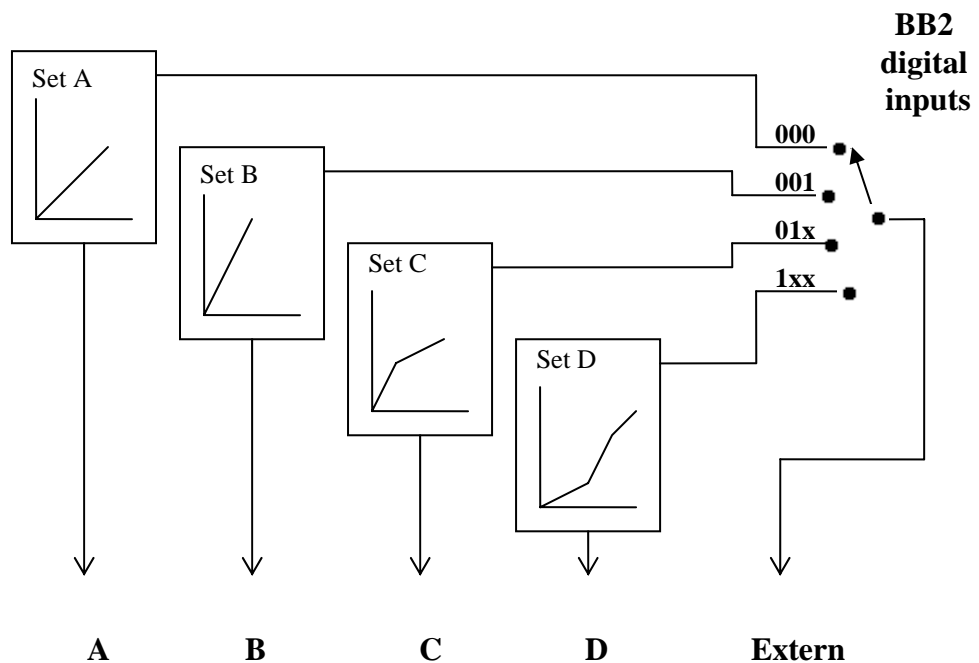 BB2
digital
inputs
Set A
000
Set B
001
01x
Set C
1xx
Set D
A B C D Extern